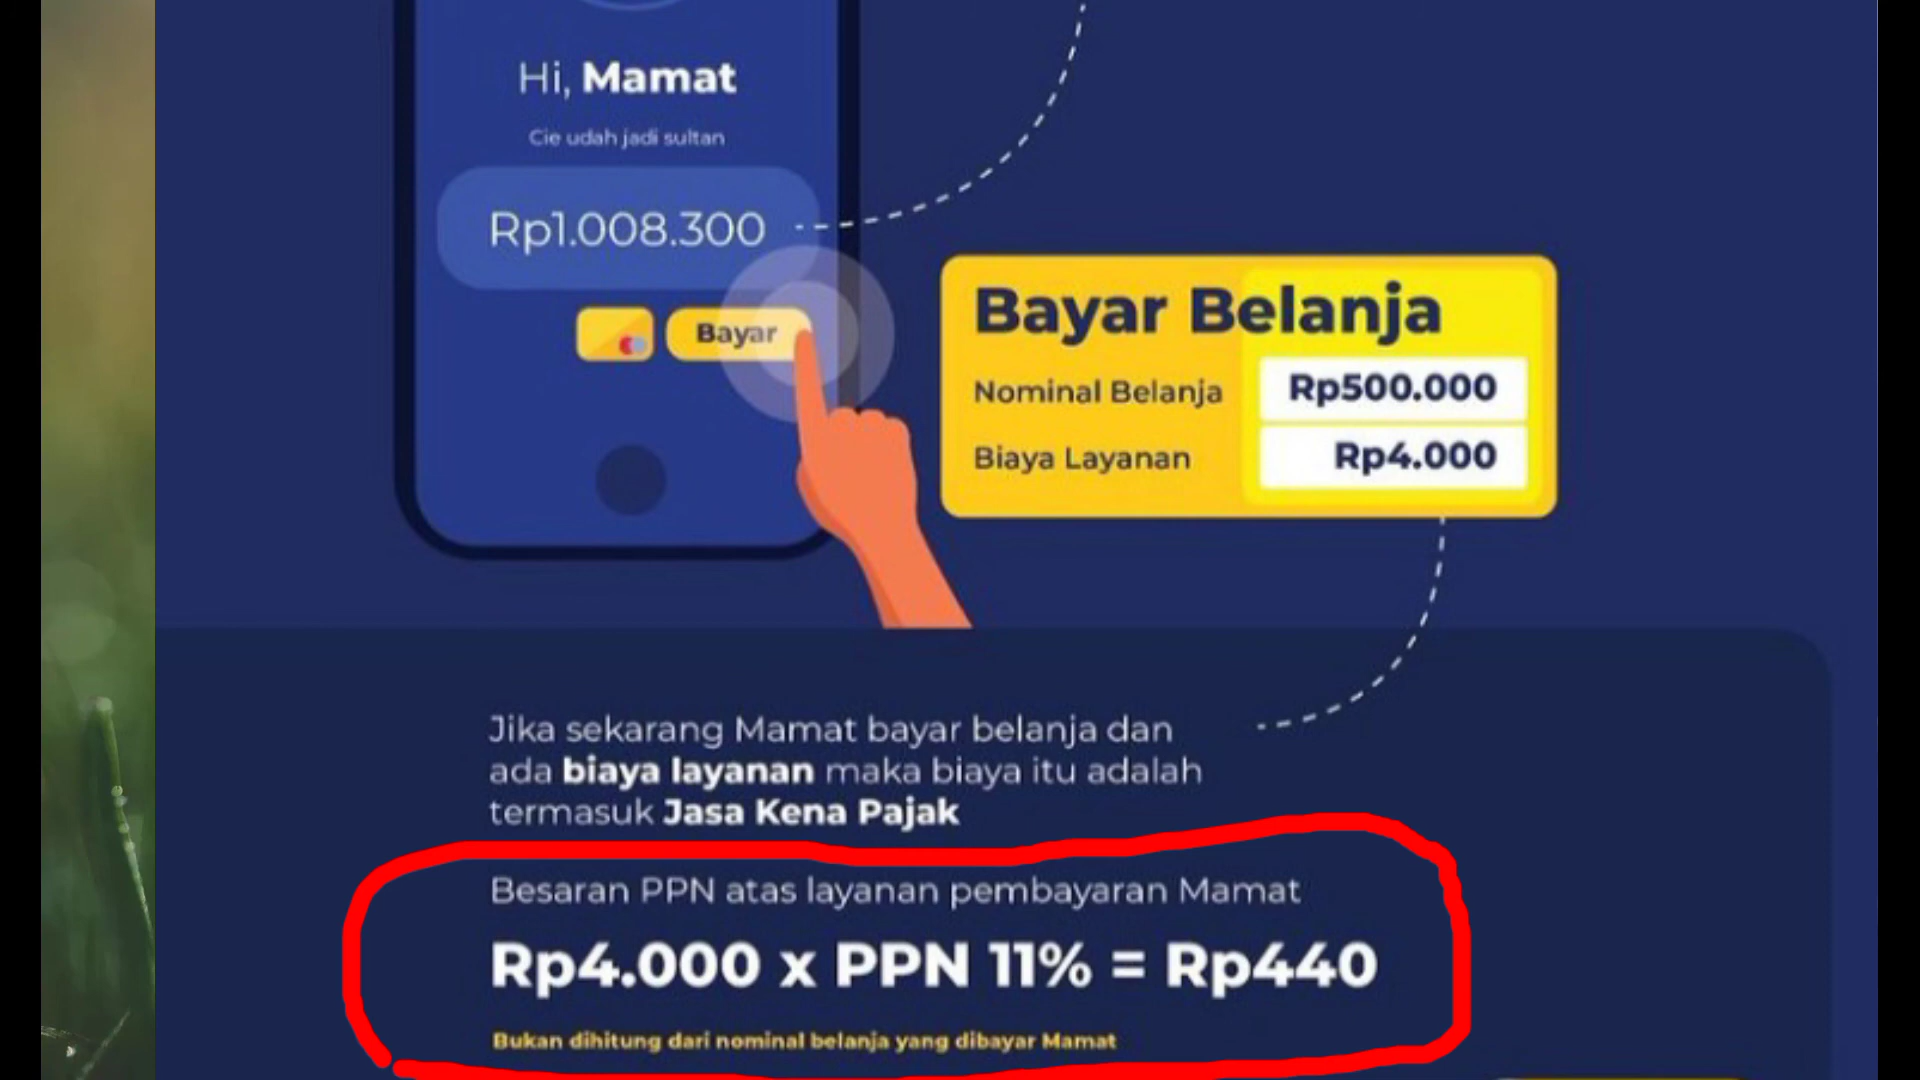 Hi, Mamat
Cie udah jadi sultan
Rp1.008.300
Bayar
Bayar Belanja
Nominal Belanja Rp500.000
Biaya Layanan Rp4.000
Jika sekarang Mamat bayar belanja dan
ada biaya layanan maka biaya itu adalah
termasuk Jasa Kena Pajak
Besaran PPN atas layanan pembayaran Mamat
Rp4.000 x PPN 11% = Rp440
Bukan dihitung dari nominal belanja yang dibayar Mamat